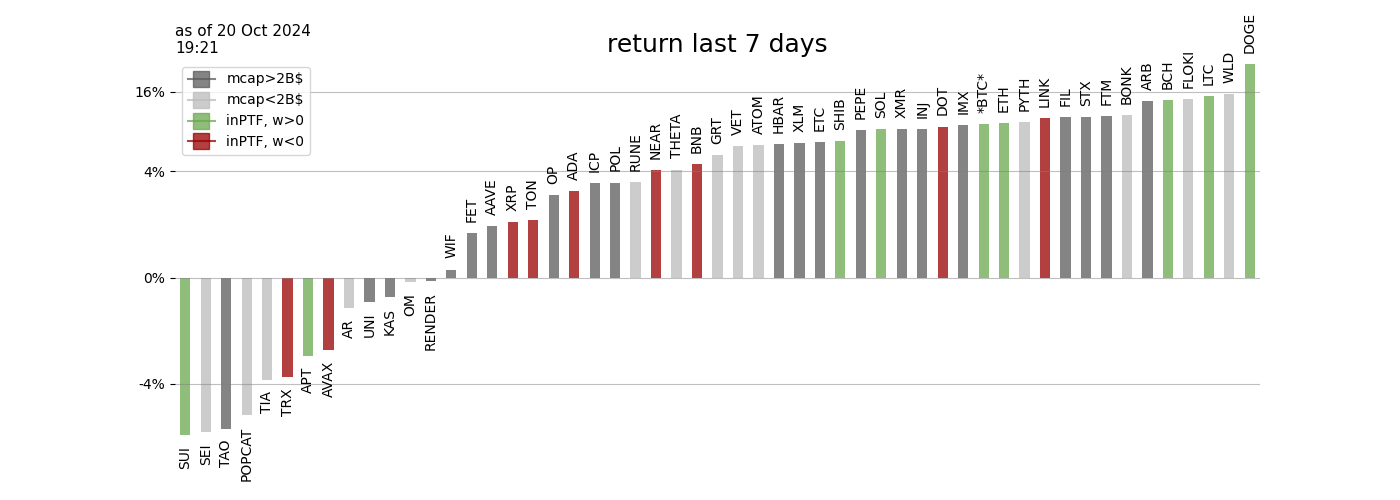 as of 20 Oct 2024
19:21
return last 7 days
mcap>2B$
mcap<2B$
inPTF, w>0
inPTF, w<0
16%
4%
0%
-4%
SUI
SEI
TAO
POPCAT
TIA
TRX
APT
AVAX
AR
UNI
KAS
OM
RENDER
WIF
FET
AAVE
XRP
TON
OP
ADA
ICP
POL
RUNE
NEAR
THETA
BNB
GRT
VET
ATOM
HBAR
XLM
ETC
SHIB
PEPE
SOL
XMR
INJ
DOT
IMX
*BTC*
ETH
PYTH
LINK
FIL
STX
FTM
BONK
ARB
BCH
FLOKI
LTC
WLD
DOGE